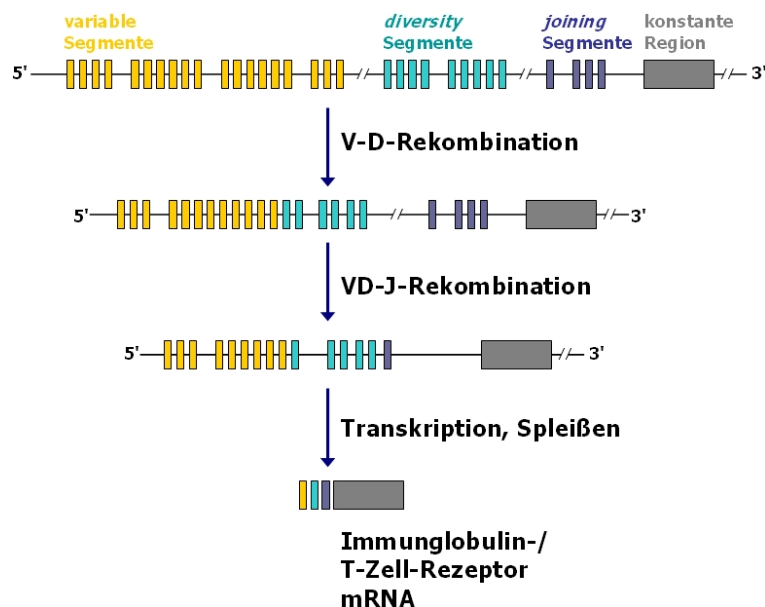 variable
Segmente
diversity
Segmente
joining
Segmente
konstante
Region
5'
3'
V-D-Rekombination
5'
3'
VD-J-Rekombination
5'
3'
Transkription, Spleißen
Immunglobulin-/
T-Zell-Rezeptor
mRNA